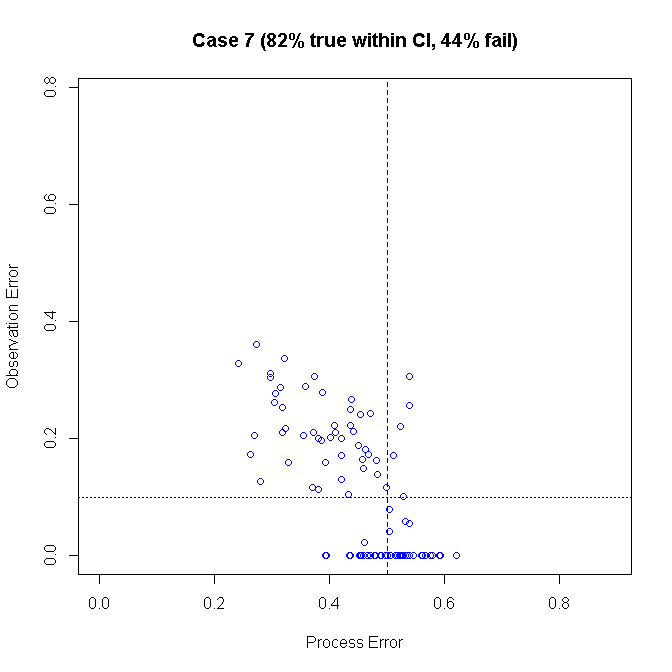 Case 7 (82% true within CI, 44% fail)
Observation Error
0.8
0.6
0.4
0.2
0.0
0.0 0.2 0.4 0.6 0.8
Process Error